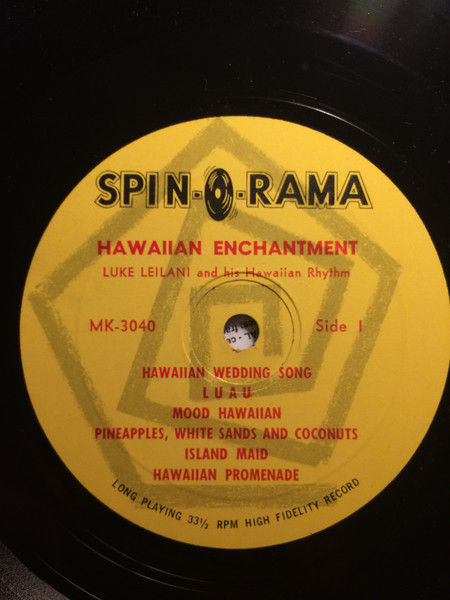 SPIN-O-RAMA
HAWAIIAN ENCHANTMENT
LUKE LEILANI and his Hawaiian Rhythm
MK-3040 Side 1
HAWAIIAN WEDDING SONG
LUAU
MOOD HAWAIIAN
PINEAPPLES, WHITE SANDS AND COCONUTS
ISLAND MAID
HAWAIIAN PROMENADE
LONG PLAYING 33⅓ RPM HIGH FIDELITY RECORD